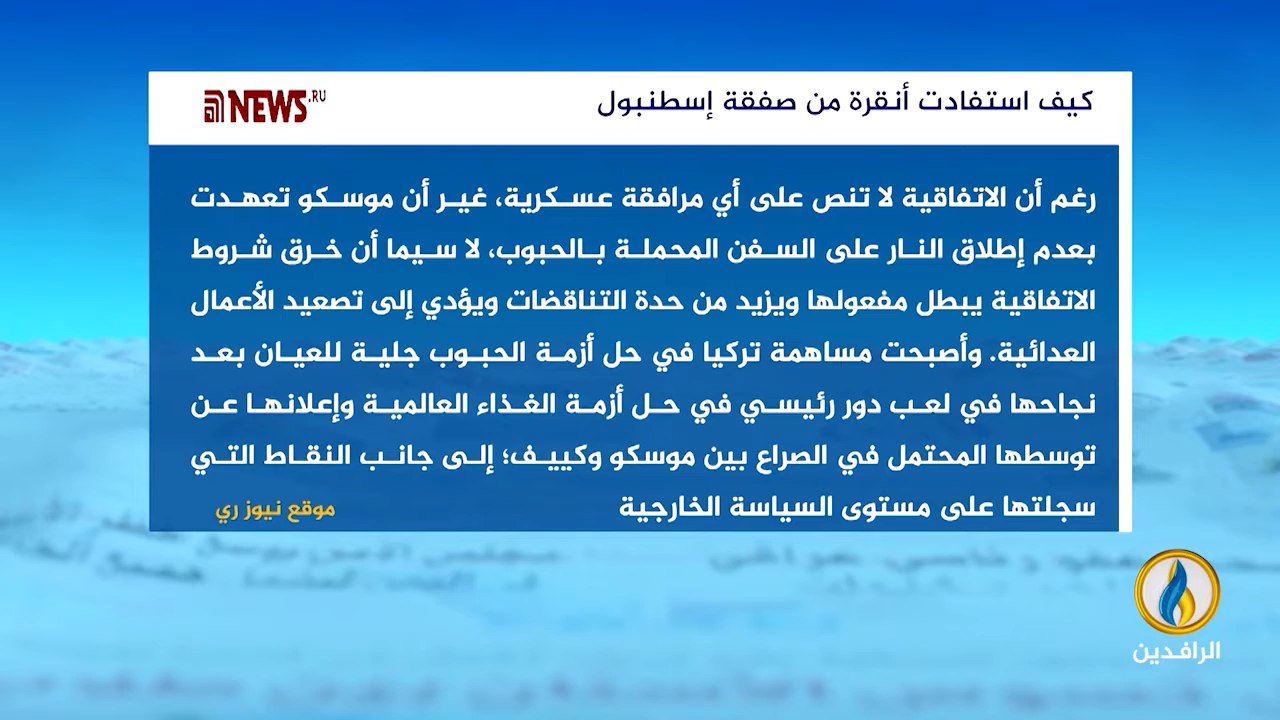 كيف استفادت أنقرة من صفقة إسطنبول
NEWS.RU
رغم أن الاتفاقية لا تنص على أي مرافقة عسكرية، غير أن موسكو تعهدت
بعدم إطلاق النار على السفن المحملة بالحبوب، لا سيما أن خرق شروط
الاتفاقية يبطل مفعولها ويزيد من حدة التناقضات ويؤدي إلى تصعيد الأعمال
العدائية. وأصبحت مساهمة تركيا في حل أزمة الحبوب جلية للعيان بعد
نجاحها في لعب دور رئيسي في حل أزمة الغذاء العالمية وإعلانها عن
توسطها المحتمل في الصراع بين موسكو وكييف؛ إلى جانب النقاط التي
سجلتها على مستوى السياسة الخارجية
موقع نيوز ري
الرافدين